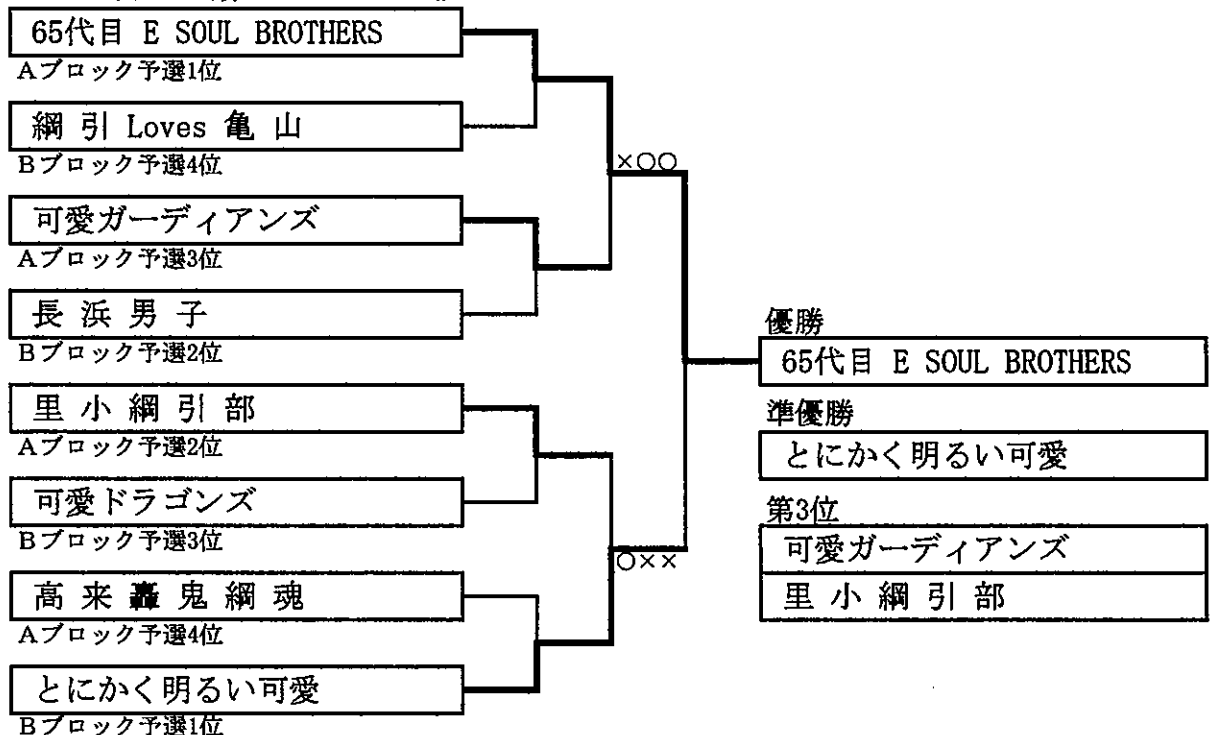 65代目 E SOUL BROTHERS
Aブロック予選1位
綱 引 Loves 亀 山
Bブロック予選4位
可愛ガーディアンズ
Aブロック予選3位
長 浜 男 子
Bブロック予選2位
里 小 綱 引 部
Aブロック予選2位
可愛ドラゴンズ
Bブロック予選3位
高 来 轟 鬼 綱 魂
Aブロック予選4位
とにかく明るい可愛
Bブロック予選1位
×○○
○××
優勝
65代目 E SOUL BROTHERS
準優勝
とにかく明るい可愛
第3位
可愛ガーディアンズ
里 小 綱 引 部